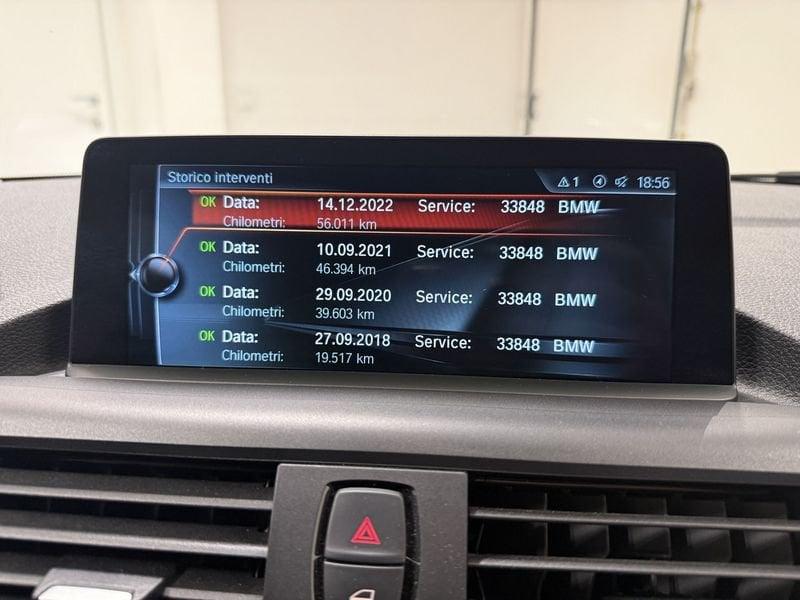 Storico interventi 1 18:56
OK Data: 14.12.2022 Service: 33848 BMW
Chilometri: 56.011 km
OK Data: 10.09.2021 Service: 33848 BMW
Chilometri: 46.394 km
OK Data: 29.09.2020 Service: 33848 BMW
Chilometri: 39.603 km
OK Data: 27.09.2018 Service: 33848 BMW
Chilometri: 19.517 km